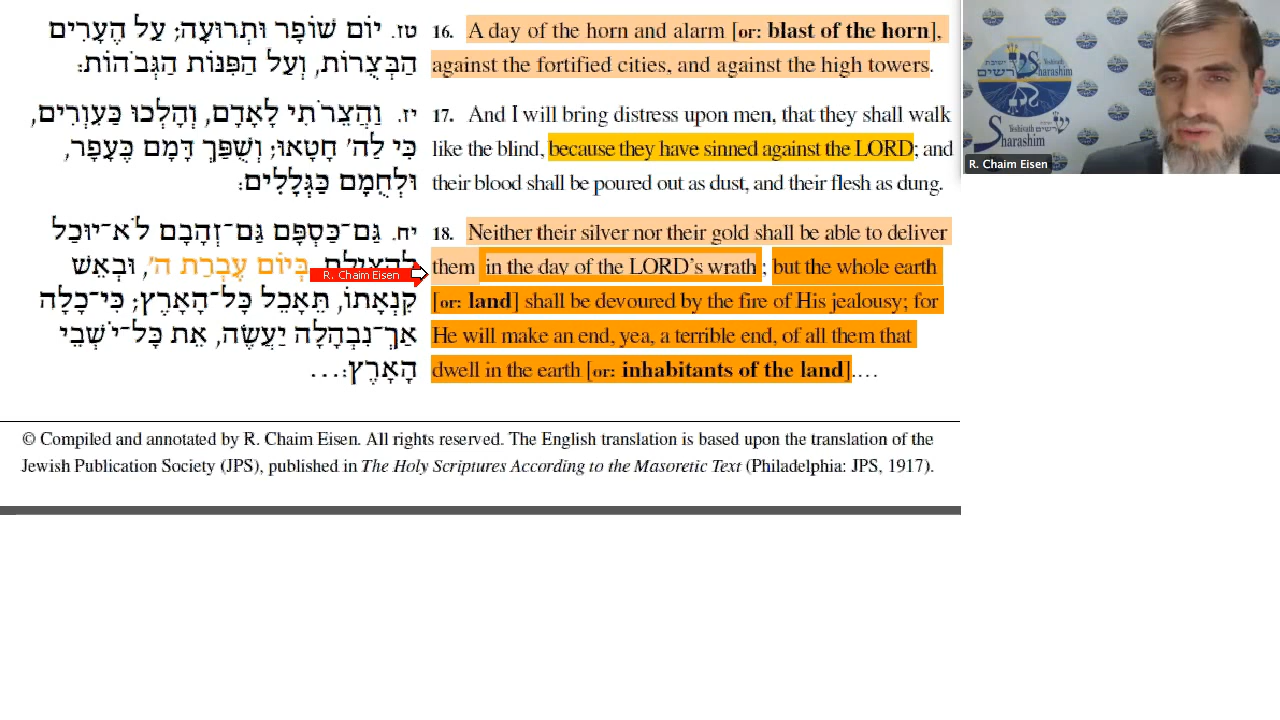 טז. יוֹם שׁוֹפָר וּתְרוּעָה; עַל הֶעָרִים
הַבְּצֻרוֹת, וְעַל הַפִּנּוֹת הַגְּבֹהוֹת:
16. A day of the horn and alarm [or: blast of the horn],
against the fortified cities, and against the high towers.
יז. וַהֲצֵרֹתִי לָאָדָם, וְהָלְכוּ כַּעִוְרִים,
כִּי לַה' חָטָאוּ; וְשֻׁפַּךְ דָּמָם כֶּעָפָר,
וּלְחֻמָם כַּגְּלָלִים:
17. And I will bring distress upon men, that they shall walk
like the blind, because they have sinned against the LORD; and
their blood shall be poured out as dust, and their flesh as dung.
יח. גַּם־כַּסְפָּם גַּם־זְהָבָם לֹא־יוּכַל
בְּיוֹם עֶבְרַת ה', וּבְאֵשׁ
קִנְאָתוֹ, תֵּאָכֵל כָּל־הָאָרֶץ; כִּי־כָלָה
אַךְ־נִבְהָלָה יַעֲשֶׂה, אֵת כָּל־יֹשְׁבֵי
הָאָרֶץ:...
R. Chaim Eisen
18. Neither their silver nor their gold shall be able to deliver
them in the day of the LORD's wrath; but the whole earth
[or: land] shall be devoured by the fire of His jealousy; for
He will make an end, yea, a terrible end, of all them that
dwell in the earth [or: inhabitants of the land]....
© Compiled and annotated by R. Chaim Eisen. All rights reserved. The English translation is based upon the translation of the
Jewish Publication Society (JPS), published in The Holy Scriptures According to the Masoretic Text (Philadelphia: JPS, 1917).
Yeshivath
Sharashim
Yeshivath
Sharashim
R. Chaim Eisen